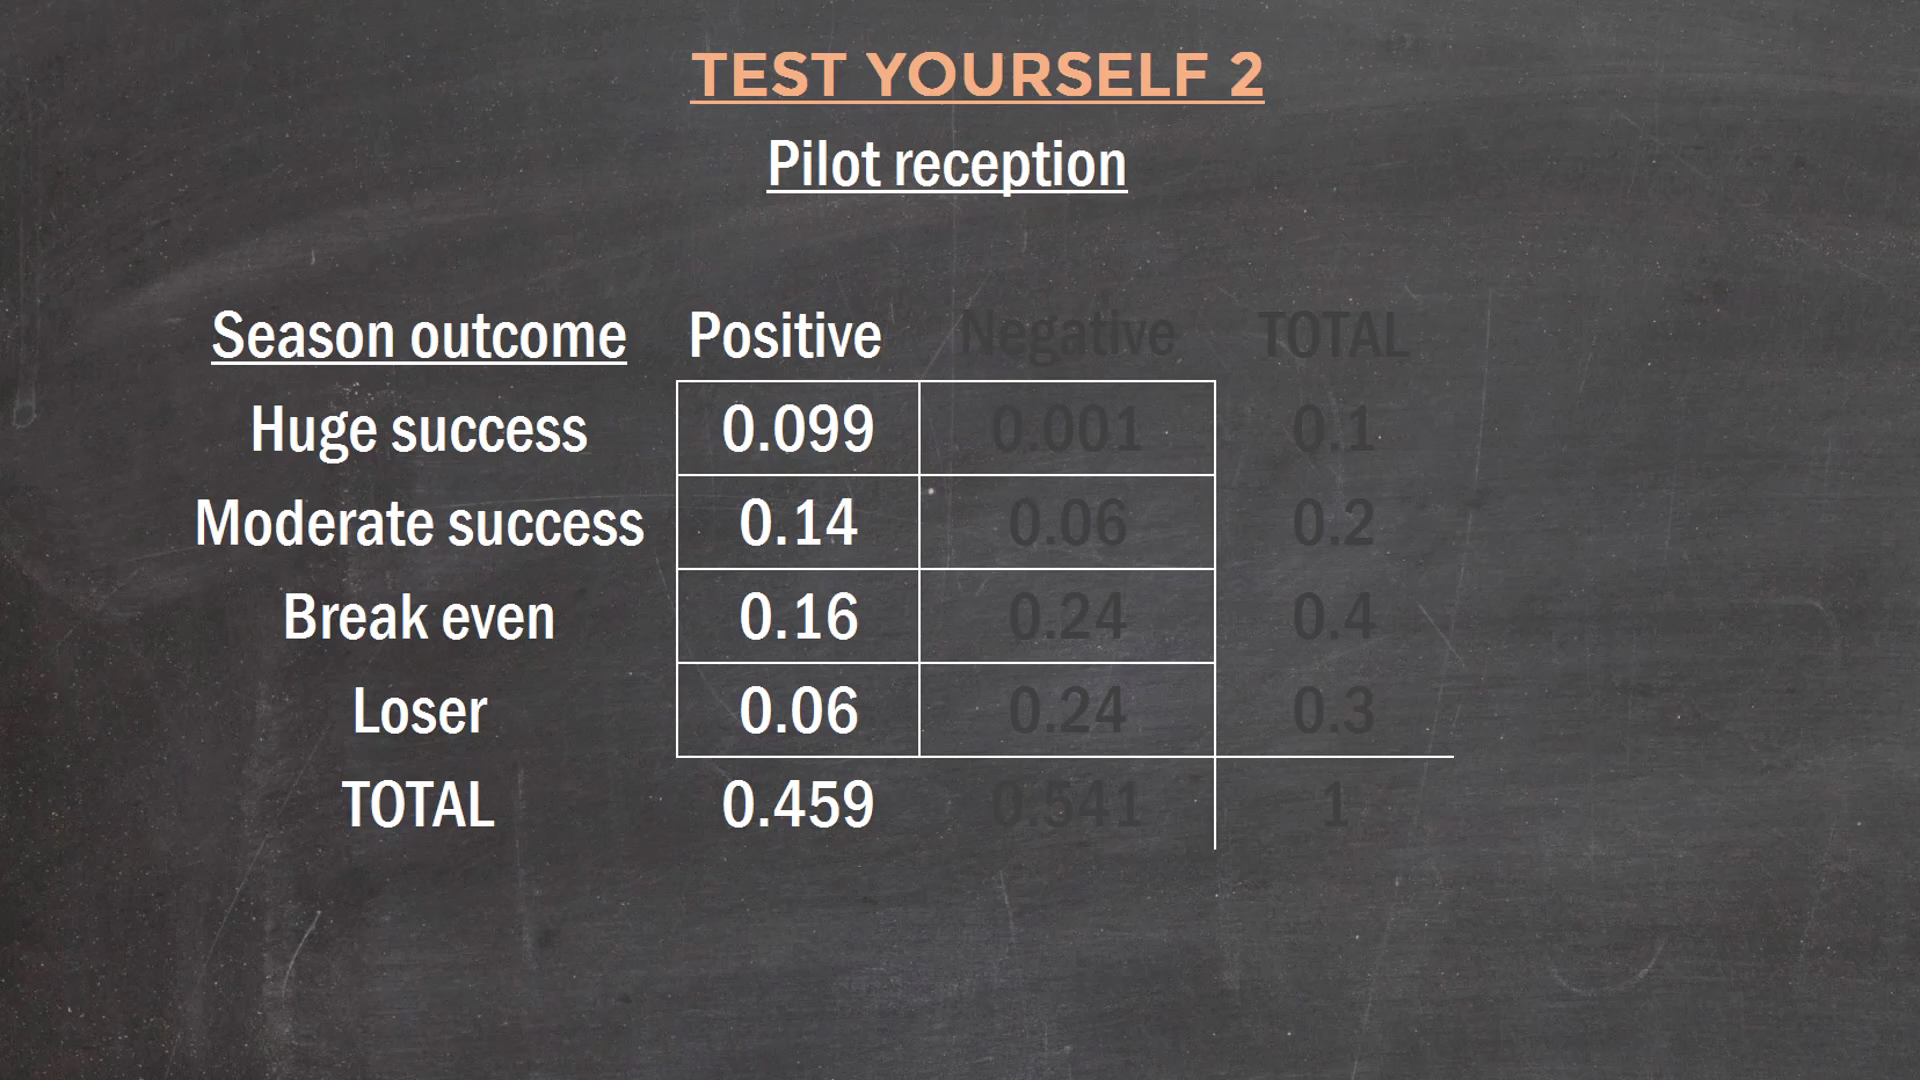 TEST YOURSELF 2
Pilot reception
Season outcome Positive Negative TOTAL
Huge success 0.099 0.001 0.1
Moderate success 0.14 0.06 0.2
Break even 0.16 0.24 0.4
Loser 0.06 0.24 0.3
TOTAL 0.459 0.541 1